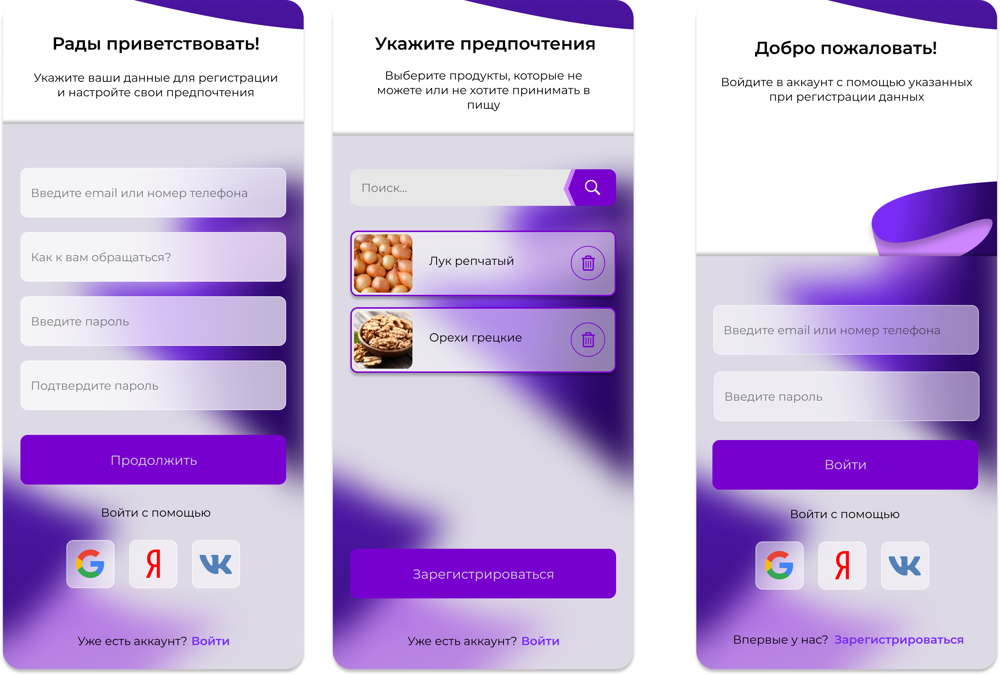 Рады приветствовать!
Укажите ваши данные для регистрации
и настройте свои предпочтения
Введите email или номер телефона
Как к вам обращаться?
Введите пароль
Подтвердите пароль
Продолжить
Войти с помощью
Я
Уже есть аккаунт? Войти
Укажите предпочтения
Выберите продукты, которые не
можете или не хотите принимать в
пищу
Поиск...
Лук репчатый
Орехи грецкие
Зарегистрироваться
Уже есть аккаунт? Войти
Добро пожаловать!
Войдите в аккаунт с помощью указанных
при регистрации данных
Введите email или номер телефона
Введите пароль
Войти
Войти с помощью
Я
Впервые у нас? Зарегистрироваться